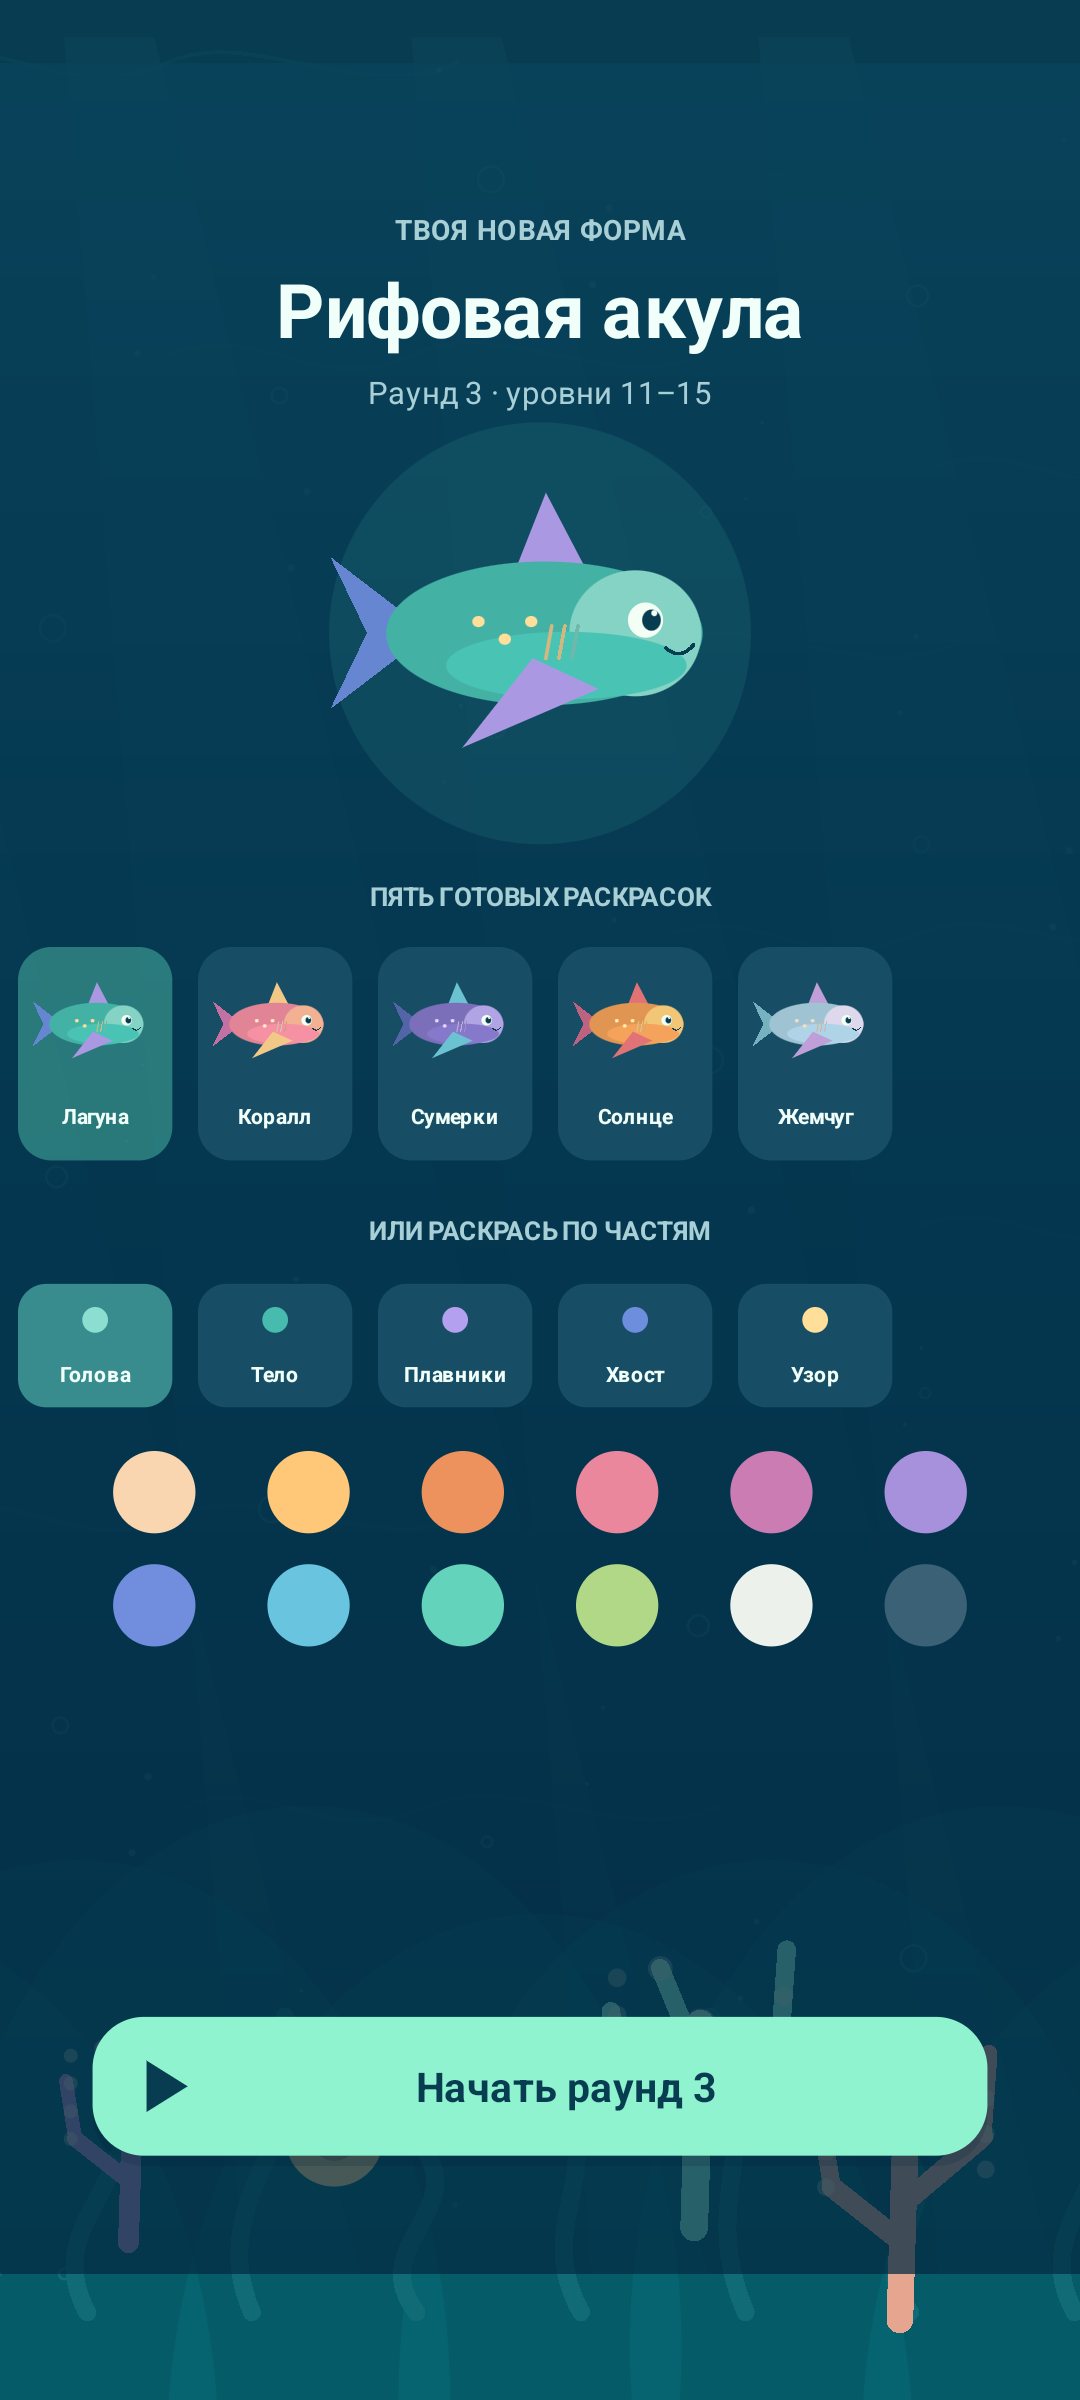 ТВОЯ НОВАЯ ФОРМА
Рифовая акула
Раунд 3 · уровни 11–15
ПЯТЬ ГОТОВЫХ РАСКРАСОК
Лагуна
Коралл
Сумерки
Солнце
Жемчуг
ИЛИ РАСКРАСЬ ПО ЧАСТЯМ
Голова
Тело
Плавники
Хвост
Узор
Начать раунд 3